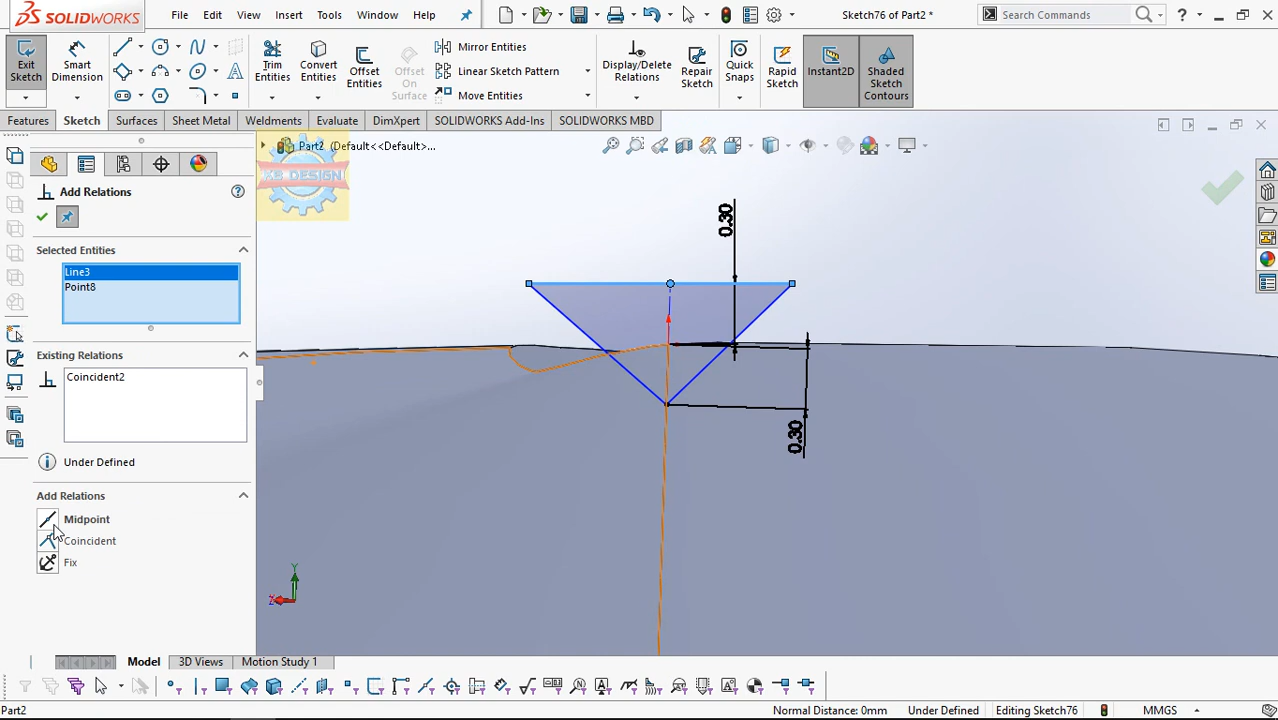 SOLIDWORKS
File Edit View Insert Tools Window Help
Sketch76 of Part2 *
Search Commands
?
Exit Sketch
Smart Dimension
Trim Entities
Convert Entities
Offset Entities
Offset On Surface
Mirror Entities
Linear Sketch Pattern
Move Entities
Display/Delete Relations
Repair Sketch
Quick Snaps
Rapid Sketch
Instant2D
Shaded Sketch Contours
Features Sketch Surfaces Sheet Metal Weldments Evaluate DimXpert SOLIDWORKS Add-Ins SOLIDWORKS MBD
Part2 (Default<<Default>...
DESIGN
Add Relations
?
Selected Entities
Line3
Point8
Existing Relations
Coincident2
Under Defined
Add Relations
Midpoint
Coincident
Fix
0.30
0.30
Y
Z
Model 3D Views Motion Study 1
Part2
Normal Distance: 0mm Under Defined Editing Sketch76 MMGS